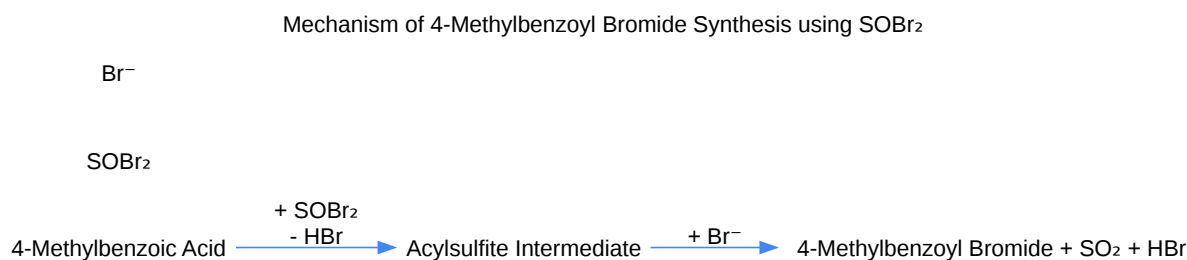 Mechanism of 4-Methylbenzoyl Bromide Synthesis using SOBr₂
Br⁻
SOBr₂
+ SOBr₂
- HBr
4-Methylbenzoic Acid
Acylsulfite Intermediate
+ Br⁻
4-Methylbenzoyl Bromide + SO₂ + HBr